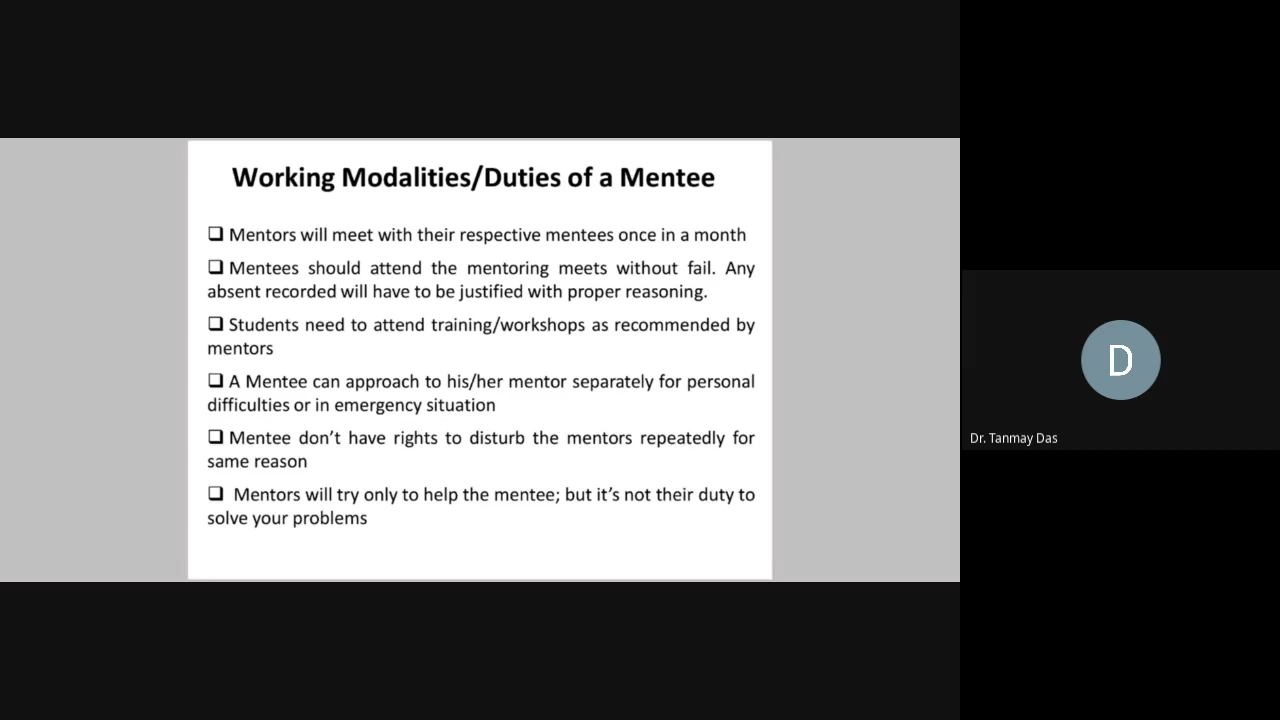 Working Modalities/Duties of a Mentee
❑ Mentors will meet with their respective mentees once in a month
❑ Mentees should attend the mentoring meets without fail. Any
absent recorded will have to be justified with proper reasoning.
❑ Students need to attend training/workshops as recommended by
mentors
❑ A Mentee can approach to his/her mentor separately for personal
difficulties or in emergency situation
❑ Mentee don’t have rights to disturb the mentors repeatedly for
same reason
❑ Mentors will try only to help the mentee; but it’s not their duty to
solve your problems
D
Dr. Tanmay Das